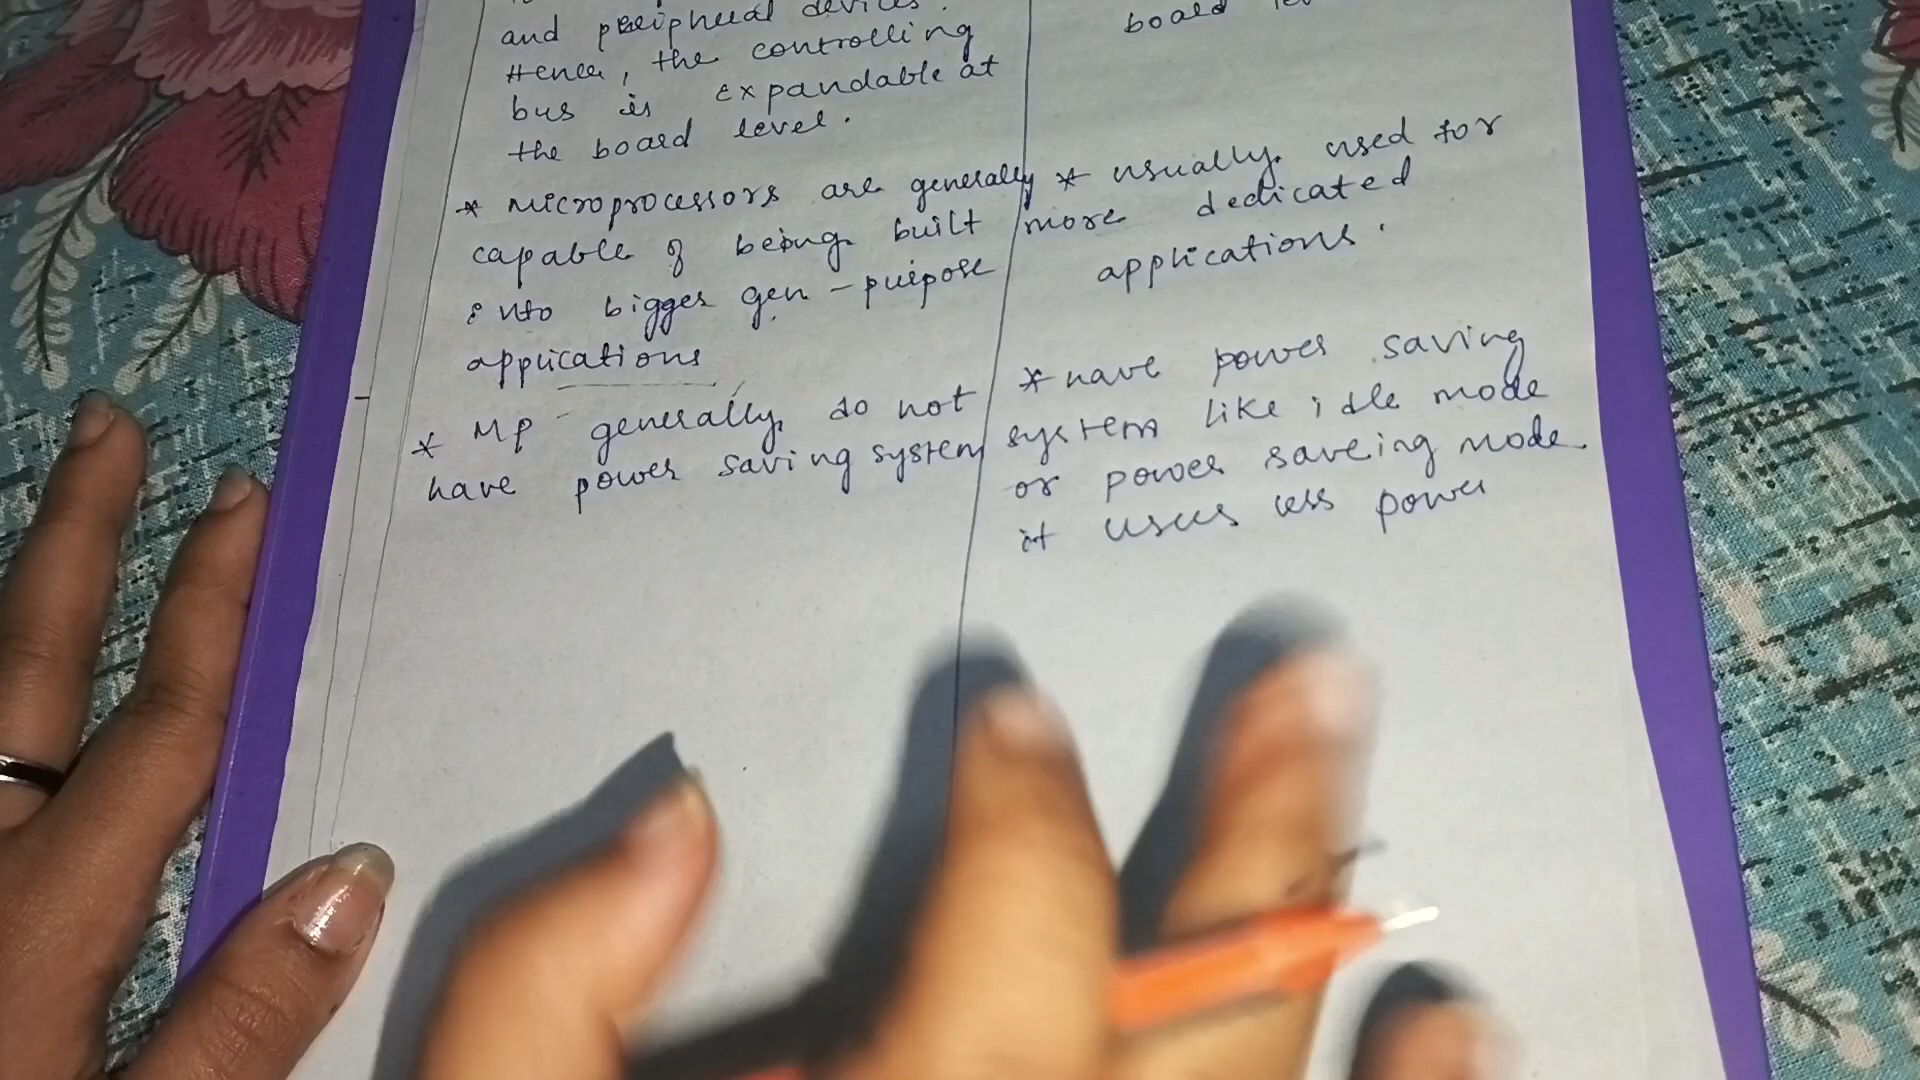 and peripheral devices.
Hence, the controlling
bus is expandable at
the board level.
* Microprocessors are generally
capable of being built
into bigger gen-purpose
applications
* MP generally do not
have power saving system
board
* usually used for
more dedicated
applications.
* have power saving
system like idle mode
or power saveing mode
it uses less power